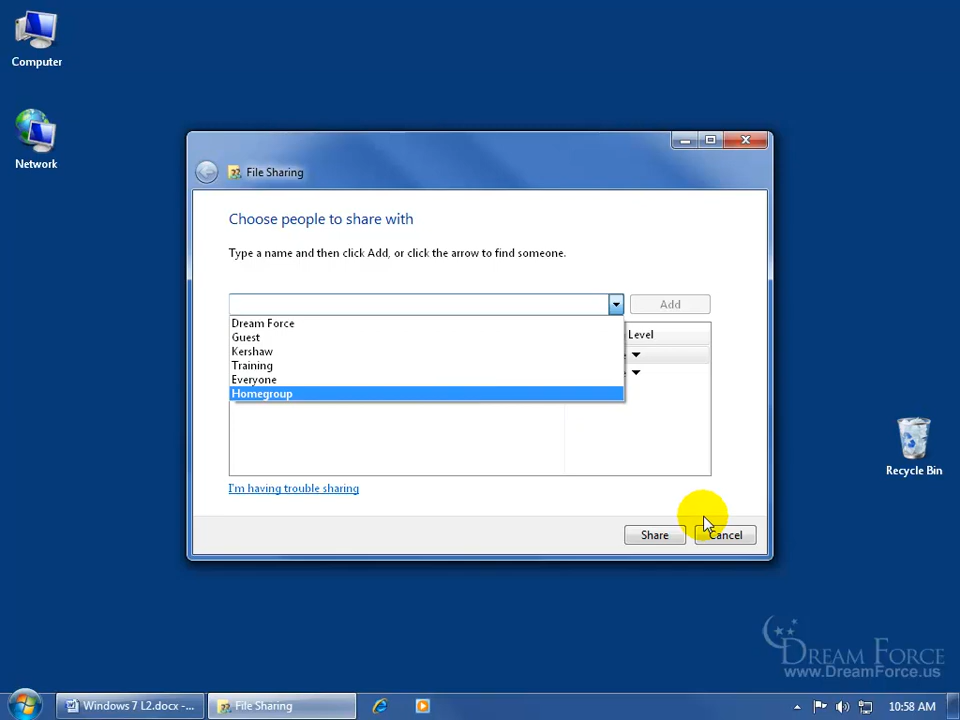 Computer
Network
File Sharing
Choose people to share with
Type a name and then click Add, or click the arrow to find someone.
Add
Dream Force
Guest
Kershaw
Training
Everyone
Homegroup
Level
I'm having trouble sharing
Share
Cancel
Recycle Bin
DREAM FORCE
www.DreamForce.us
Windows 7 L2.docx -...
File Sharing
10:58 AM